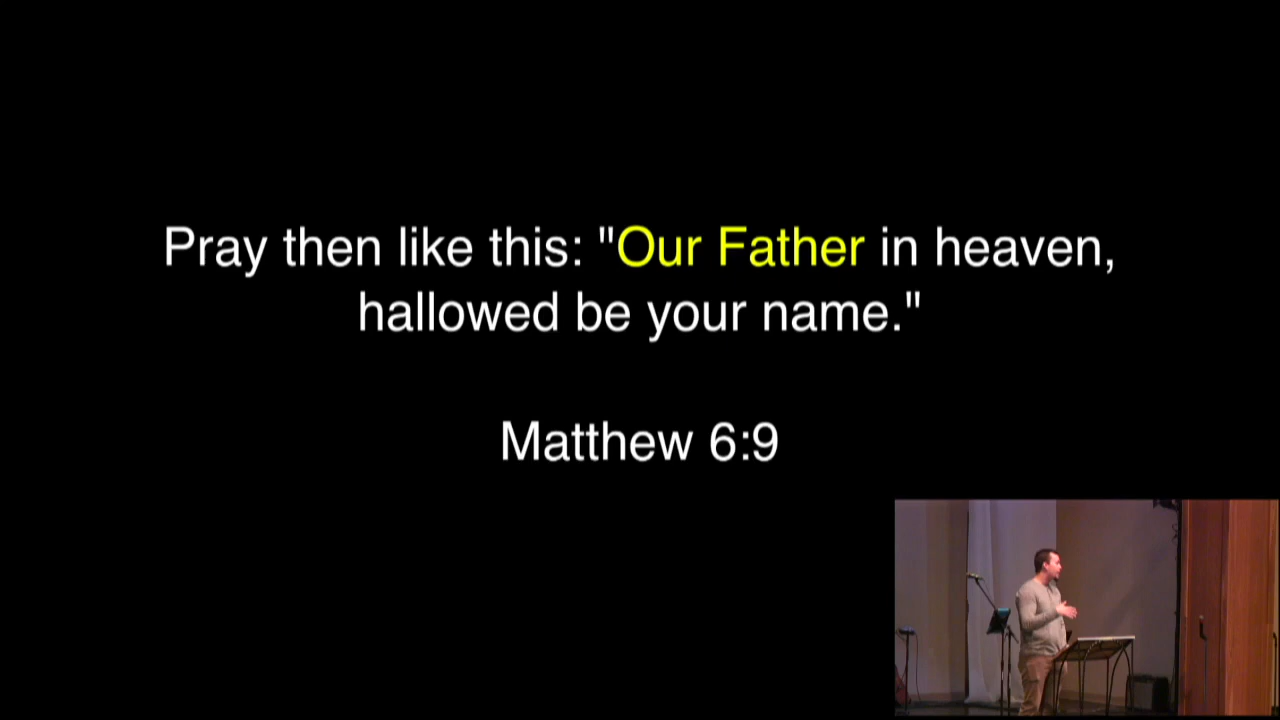 Pray then like this: "Our Father in heaven,
hallowed be your name."
Matthew 6:9